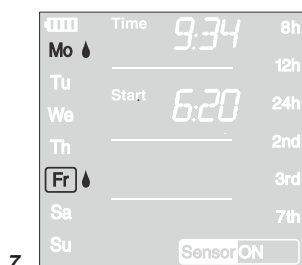 Time 9:34 8h
Mo
12h
Tu
Start 6:20 24h
We
Th 2nd
Fr 3rd
Sa 7th
Su Sensor ON
7